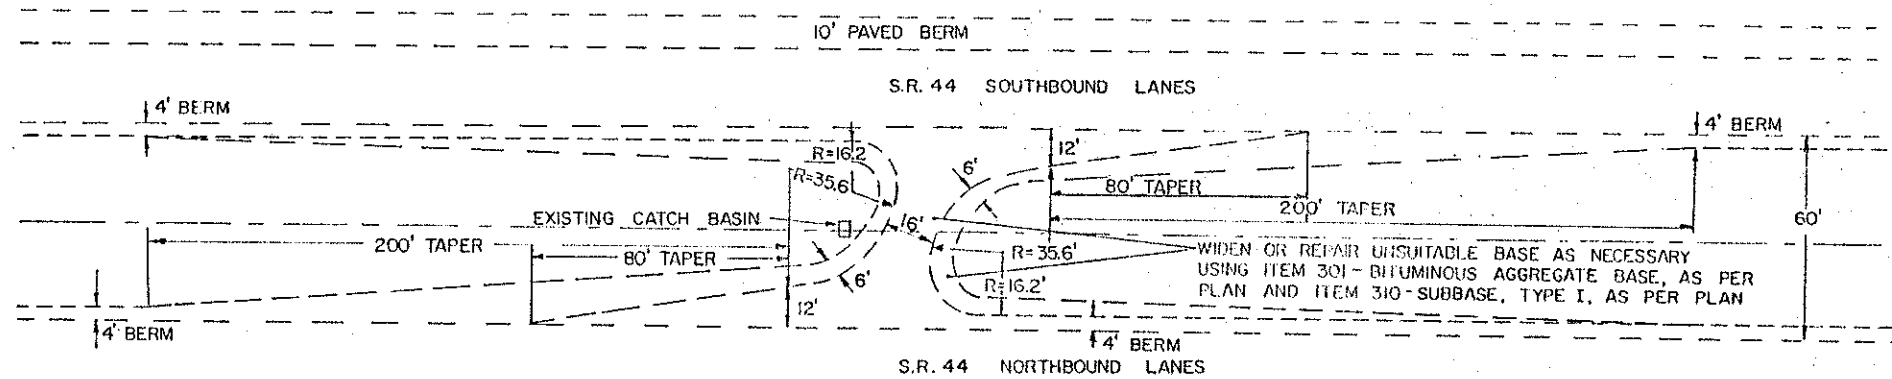 10' PAVED BERM
S.R. 44 SOUTHBOUND LANES
4' BERM
4' BERM
R=16.2
12'
6'
R=35.6
80' TAPER
200' TAPER
EXISTING CATCH BASIN
16'
60'
200' TAPER
80' TAPER
R=35.6'
WIDEN OR REPAIR UNSUITABLE BASE AS NECESSARY
USING ITEM 301-BITUMINOUS AGGREGATE BASE, AS PER
PLAN AND ITEM 310-SUBBASE, TYPE I, AS PER PLAN
6'
R=16.2'
12'
4' BERM
4' BERM
S.R. 44 NORTHBOUND LANES